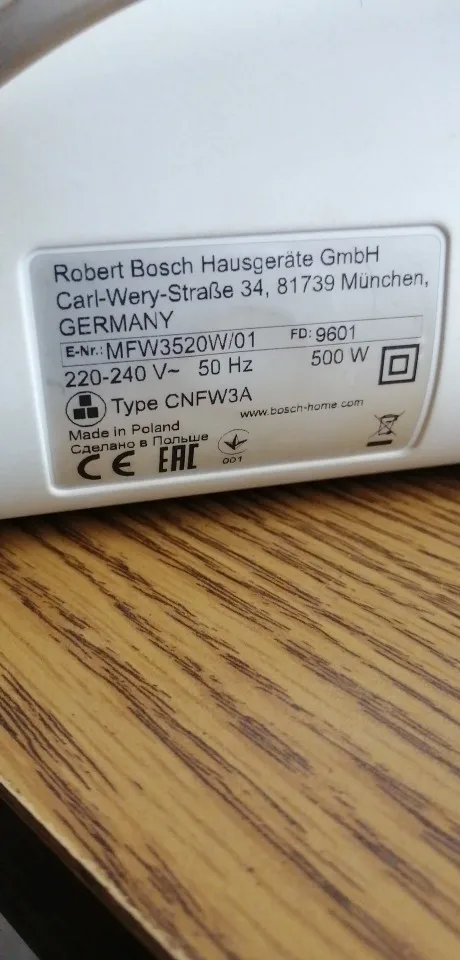 Robert Bosch Hausgeräte GmbH
Carl-Wery-Straße 34, 81739 München,
GERMANY
E-Nr.: MFW3520W/01 FD: 9601
220-240 V~ 50 Hz 500 W
Type CNFW3A
www.bosch-home.com
Made in Poland
Сделано в Польше
CE EAC 001